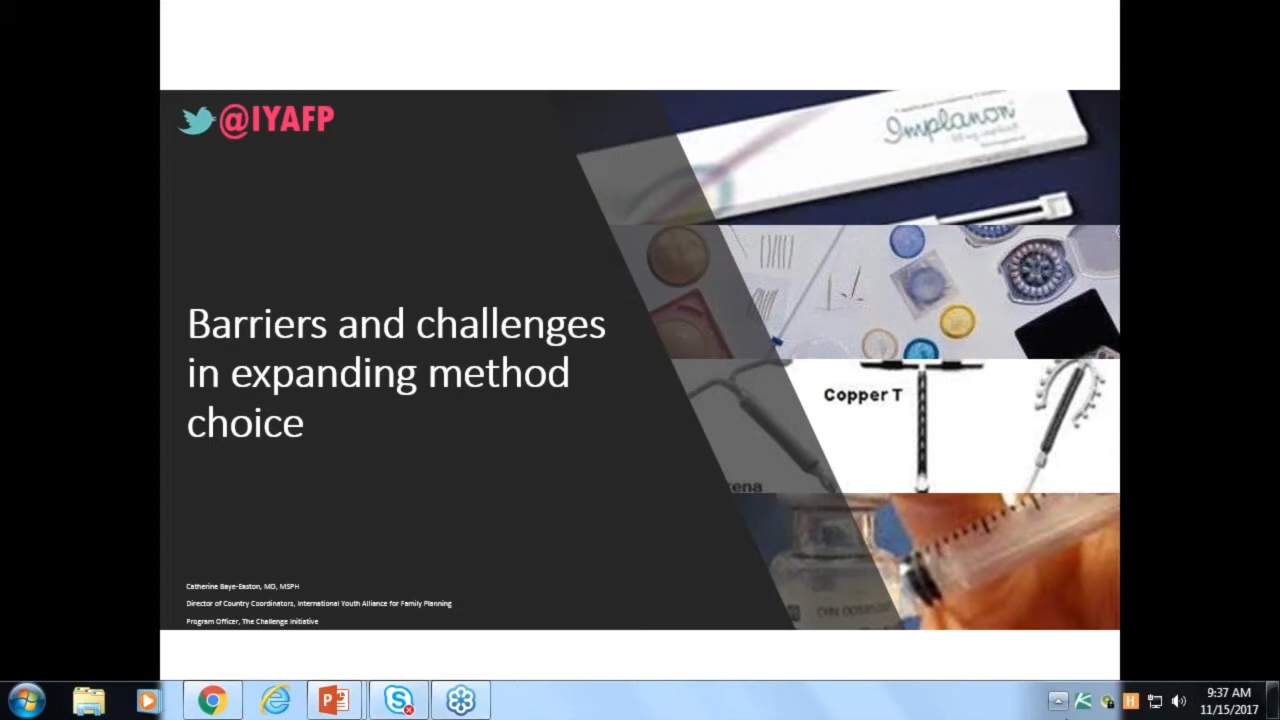 @IYAFP
Implanon
Barriers and challenges
in expanding method
choice
Copper T
ena
Catherine Baye-Easton, MD, MSPH
Director of Country Coordinators, International Youth Alliance for Family Planning
Program Officer, The Challenge Initiative
9:37 AM
11/15/2017